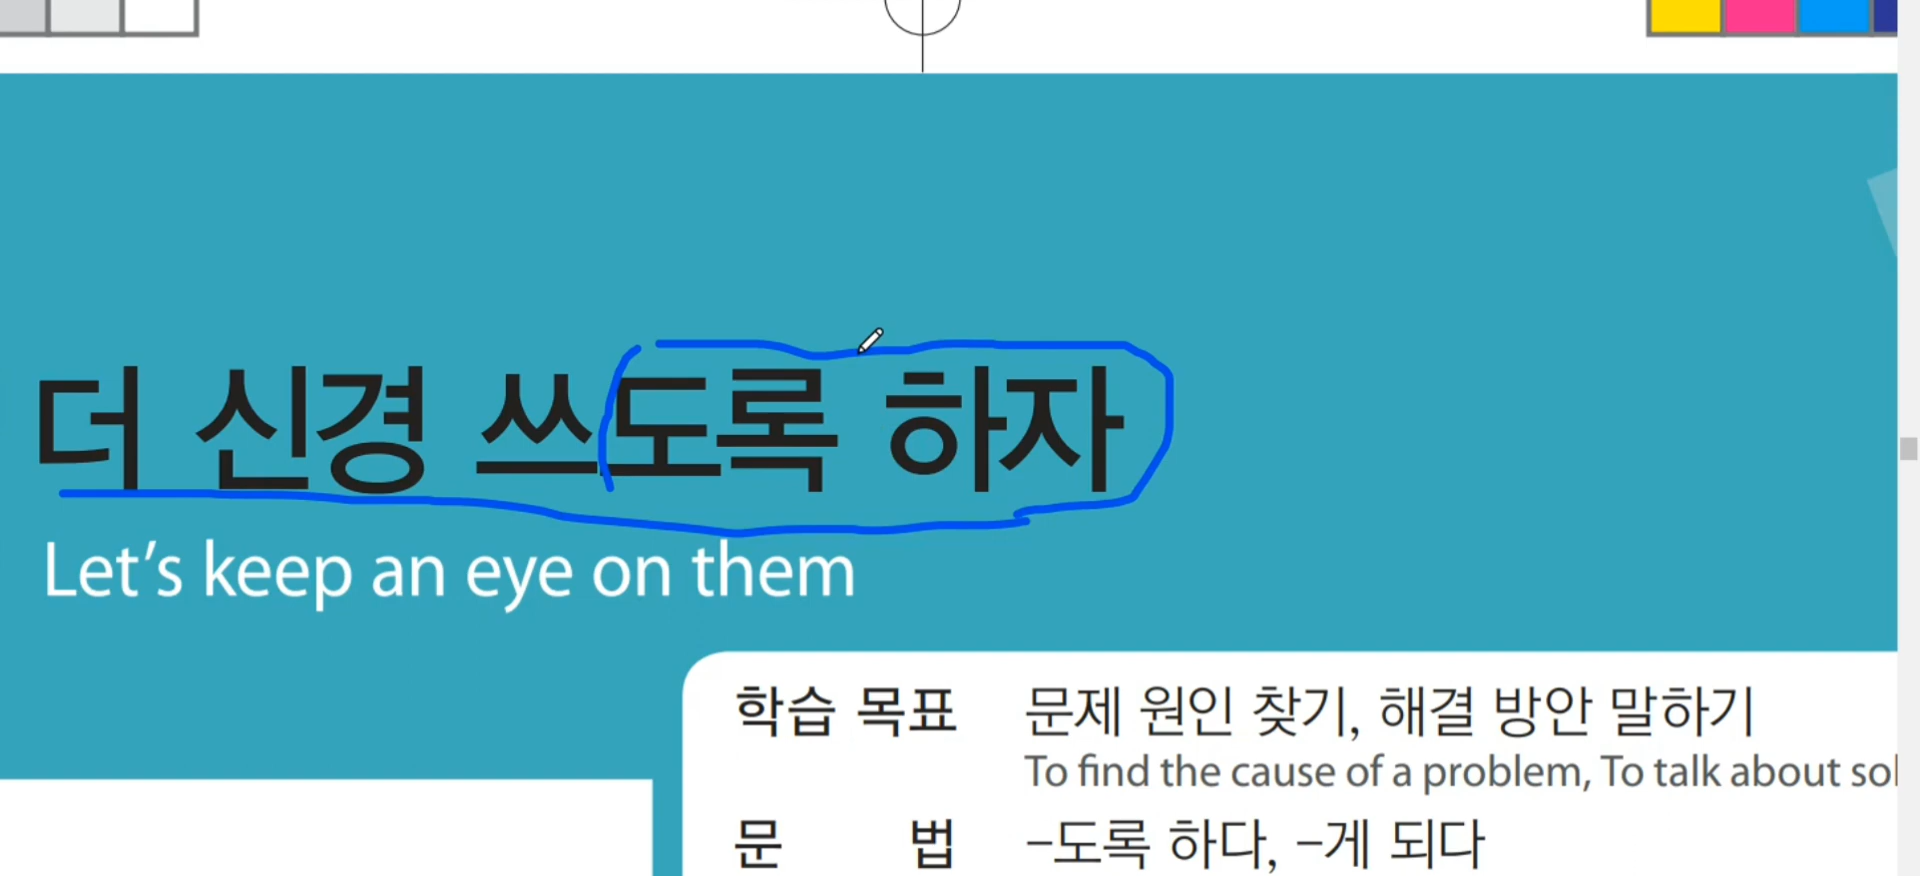 더 신경 쓰도록 하자
Let's keep an eye on them
학습 목표 문제 원인 찾기, 해결 방안 말하기
To find the cause of a problem, To talk about
문 법 –도록 하다, –게 되다